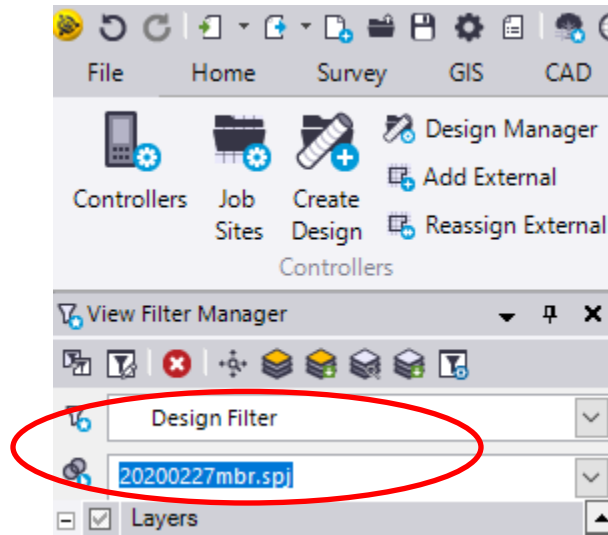 File Home Survey GIS CAD
Controllers
Job
Sites
Create
Design
Design Manager
Add External
Reassign External
Controllers
View Filter Manager
Design Filter
20200227mbr.spj
Layers